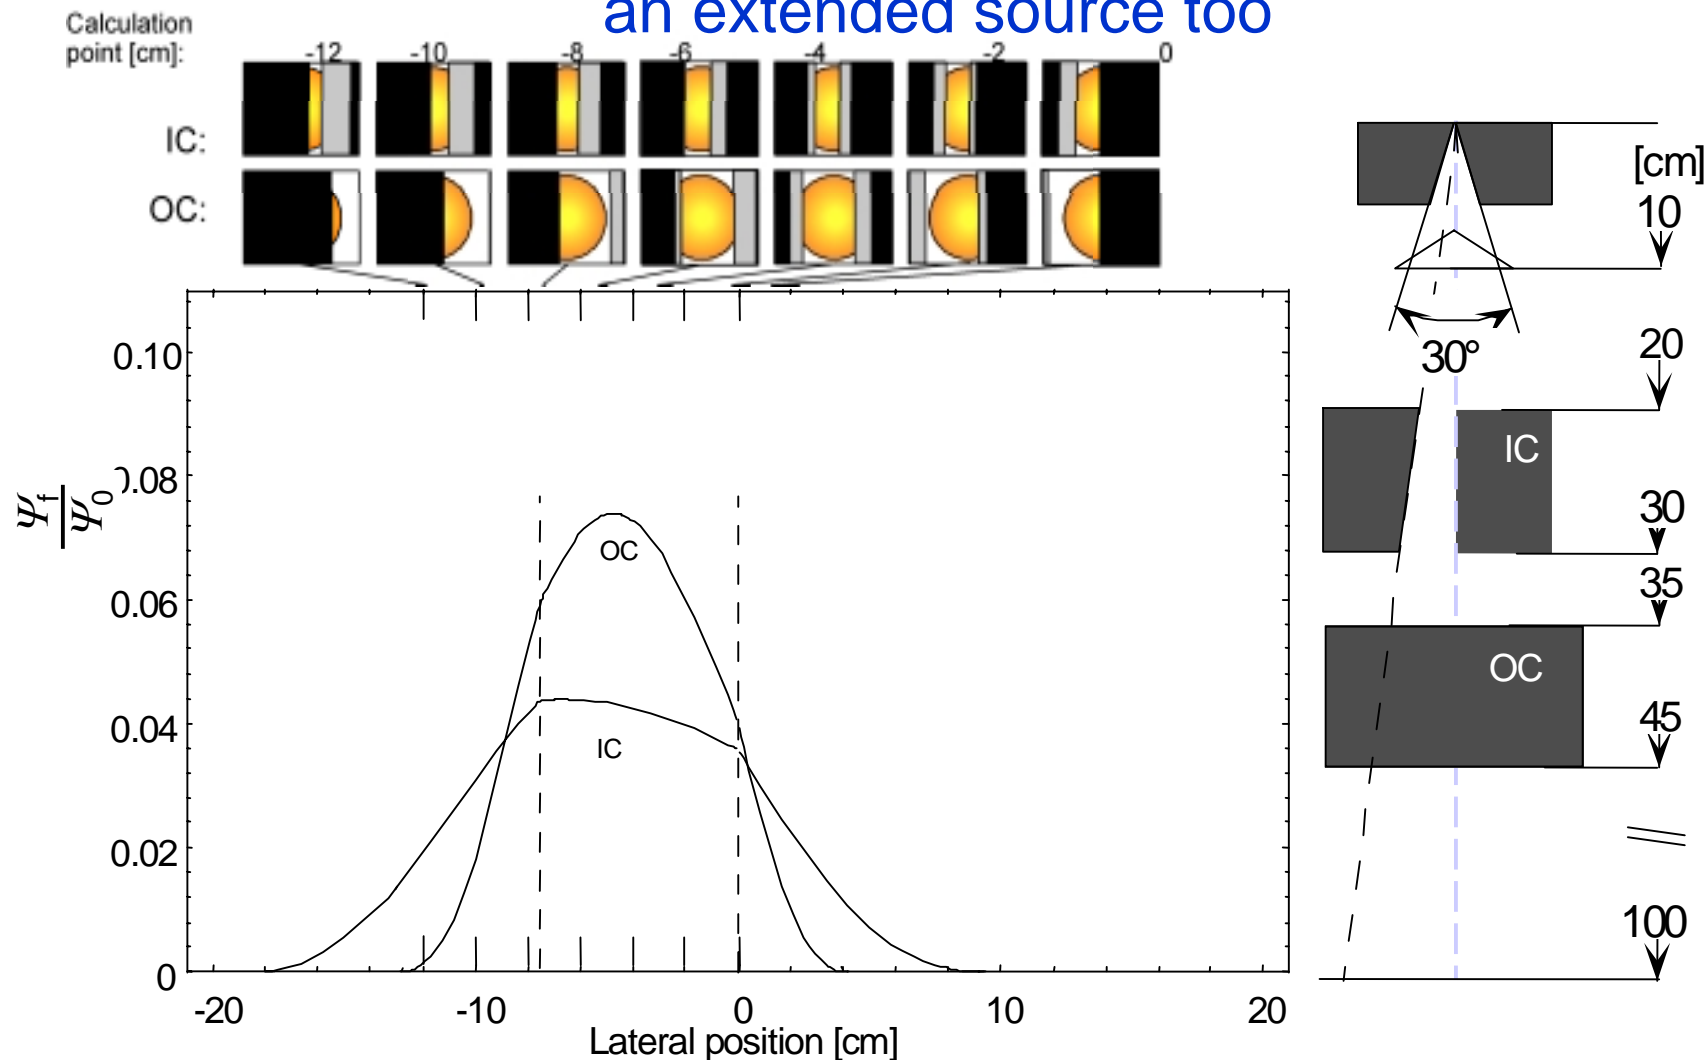 an extended source too
Calculation
point [cm]:
-12 -10 -8 -6 -4 -2 0
IC:
OC:
[cm]
10
30°
20
IC
30
35
OC
45
100
0.10
0.08
0.06
0.04
0.02
0
Ψf
Ψ0
OC
IC
-20 -10 0 10 20
Lateral position [cm]